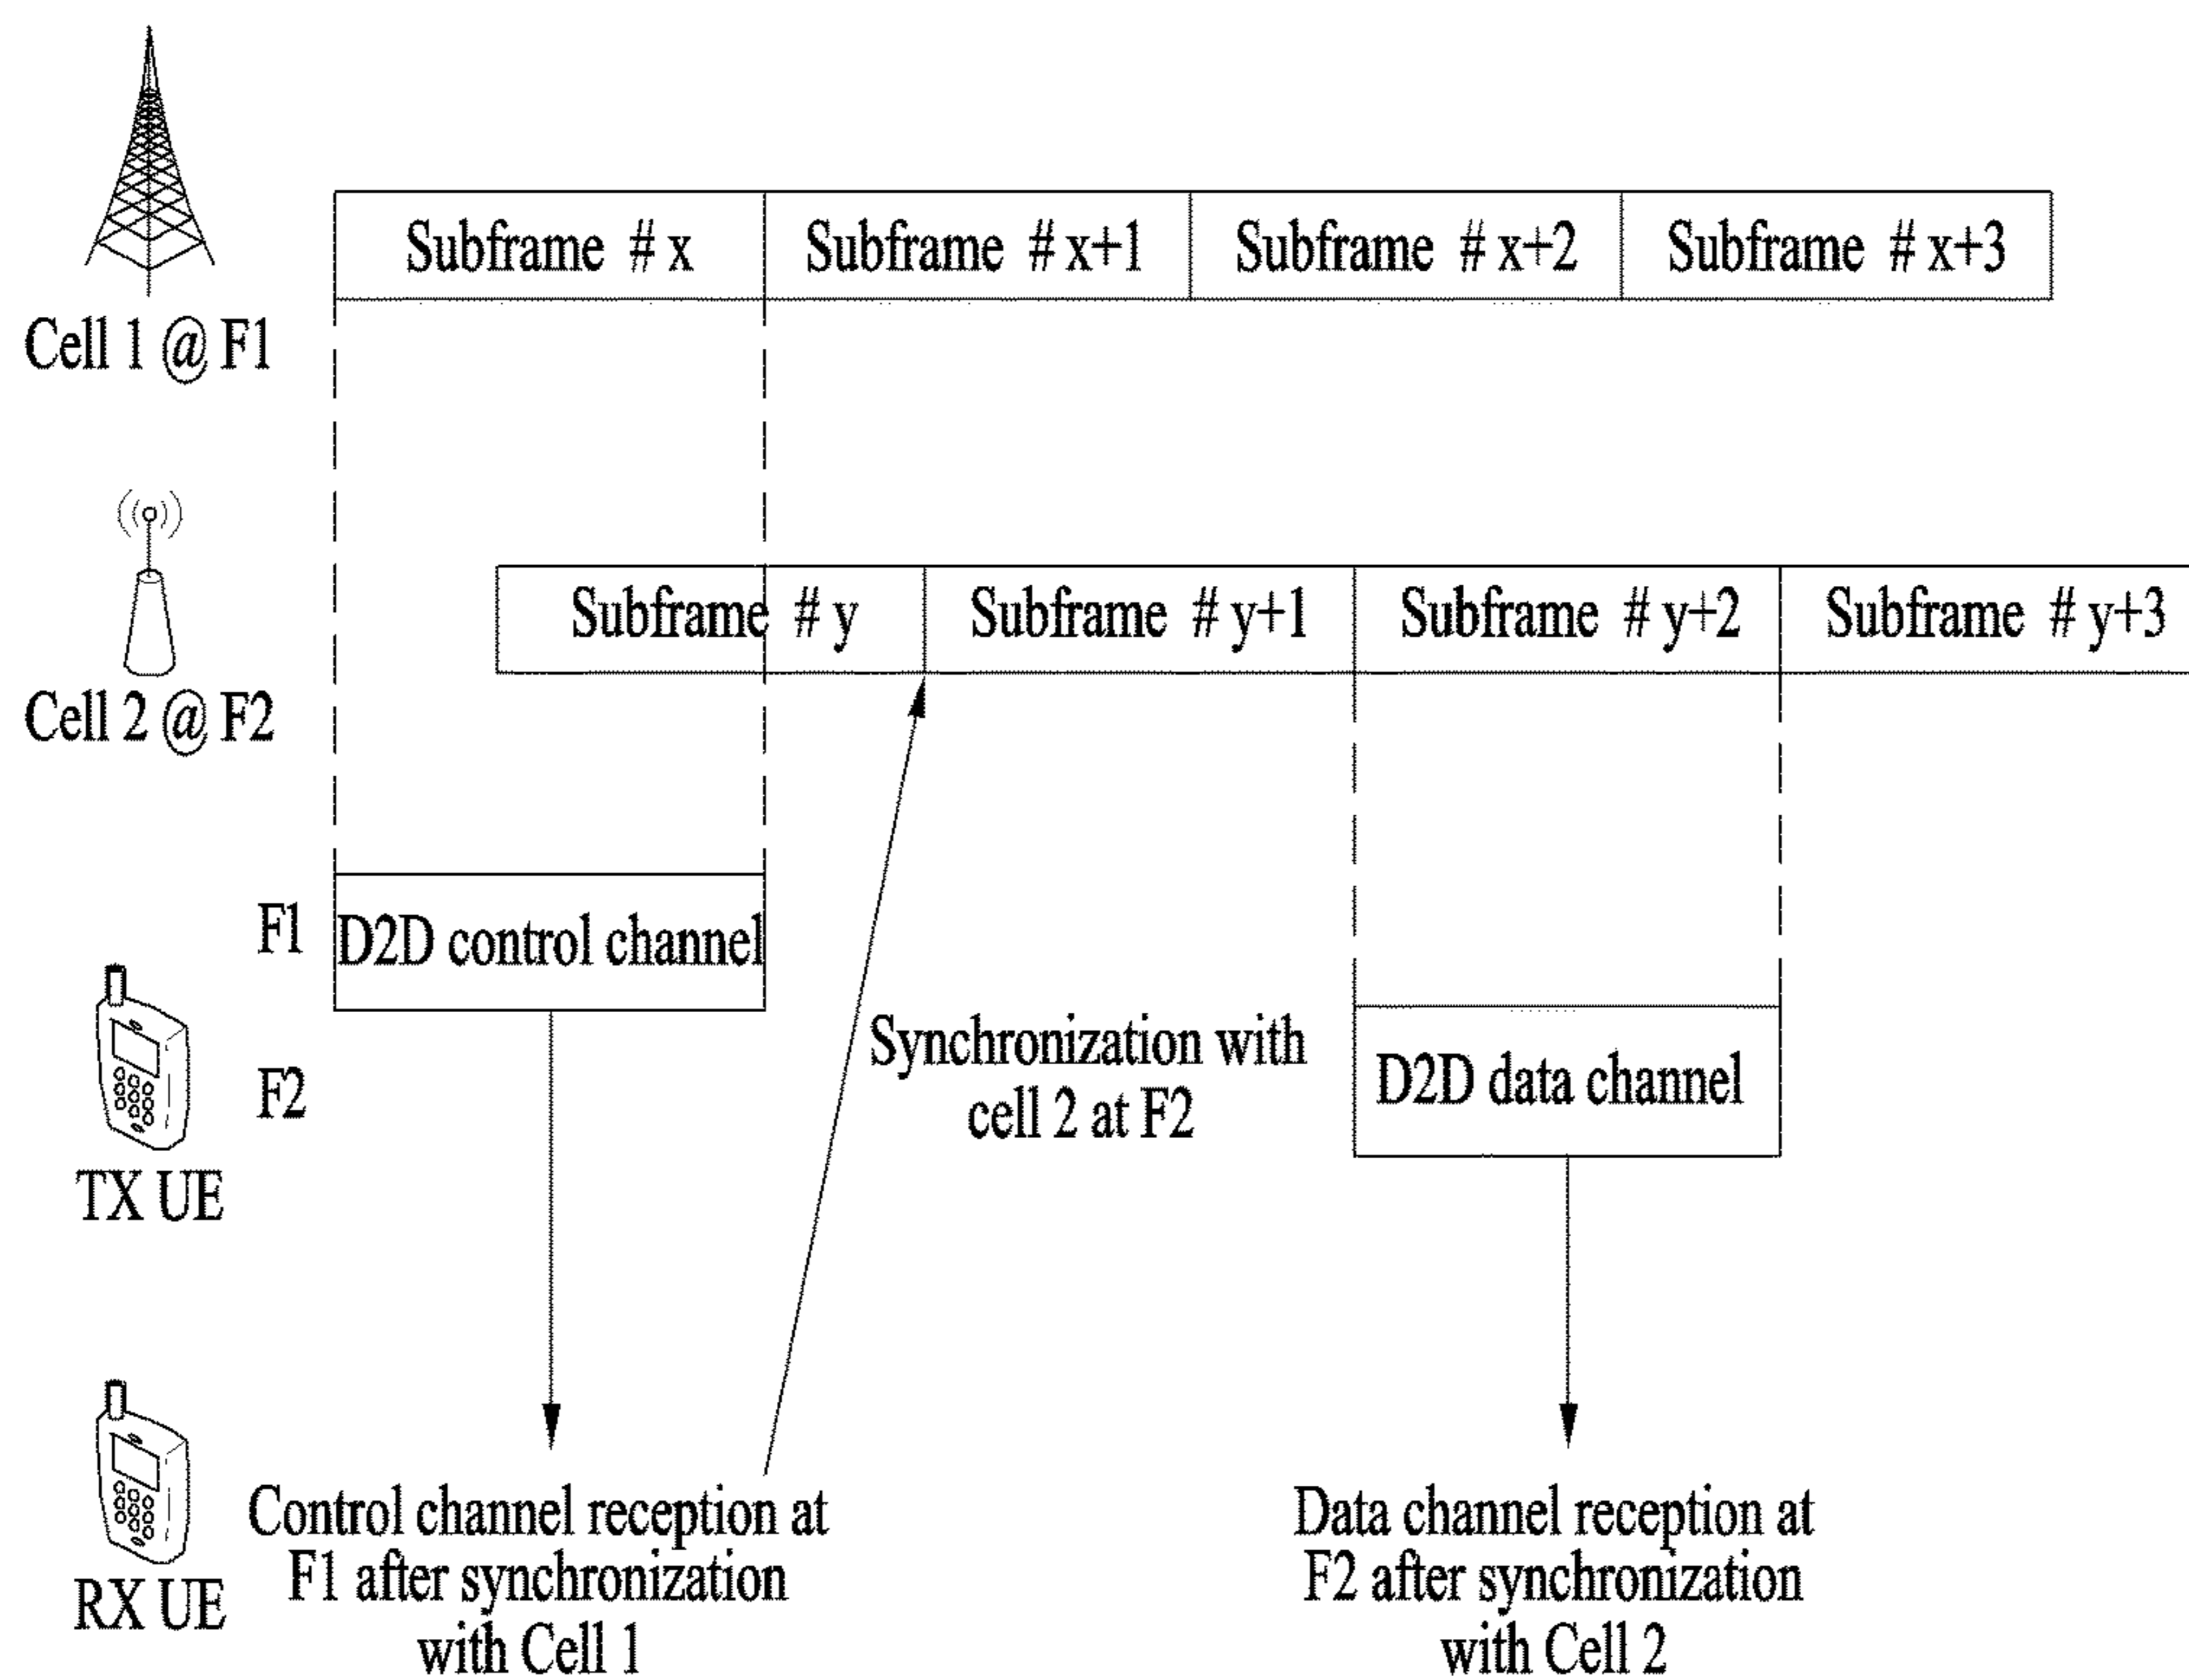 Subframe # x
Subframe # x+1
Subframe # x+2
Subframe # x+3
Cell 1 @ F1
Subframe # y
Subframe # y+1
Subframe # y+2
Subframe # y+3
Cell 2 @ F2
F1
D2D control channel
F2
Synchronization with
cell 2 at F2
D2D data channel
TX UE
Control channel reception at
F1 after synchronization
with Cell 1
Data channel reception at
F2 after synchronization
with Cell 2
RX UE